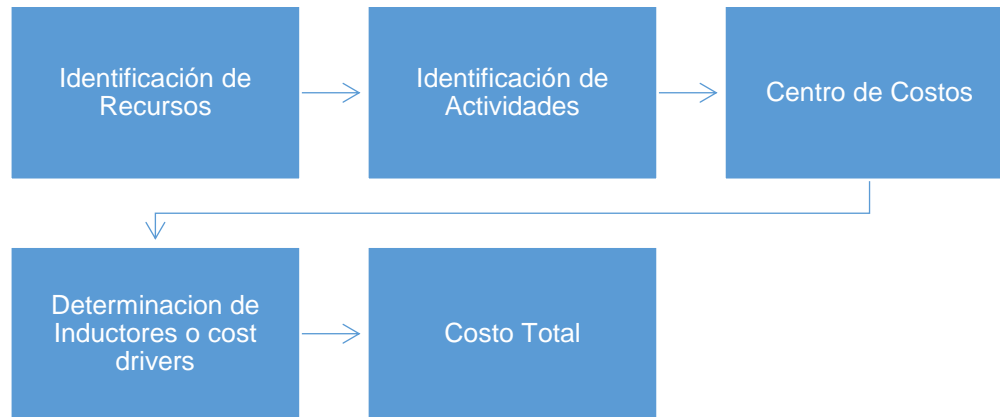 Identificación de
Recursos
Identificación de
Actividades
Centro de Costos
Determinacion de
Inductores o cost
drivers
Costo Total